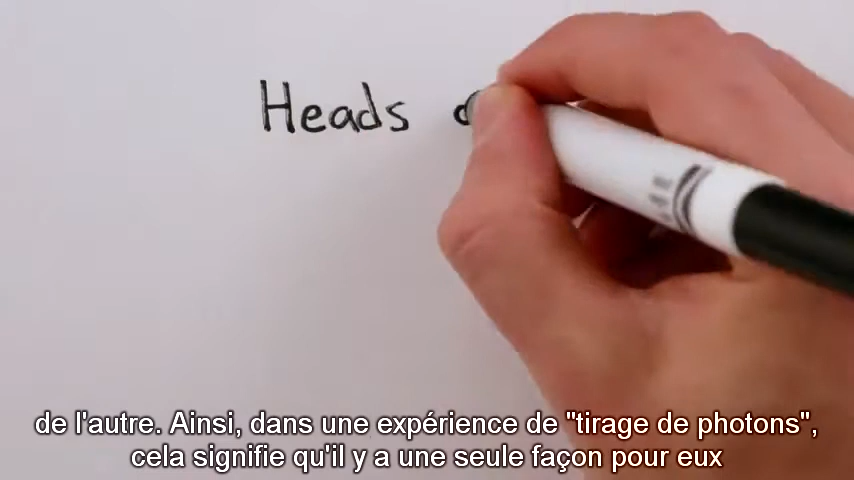 Heads
de l'autre. Ainsi, dans une expérience de "tirage de photons",
cela signifie qu'il y a une seule façon pour eux